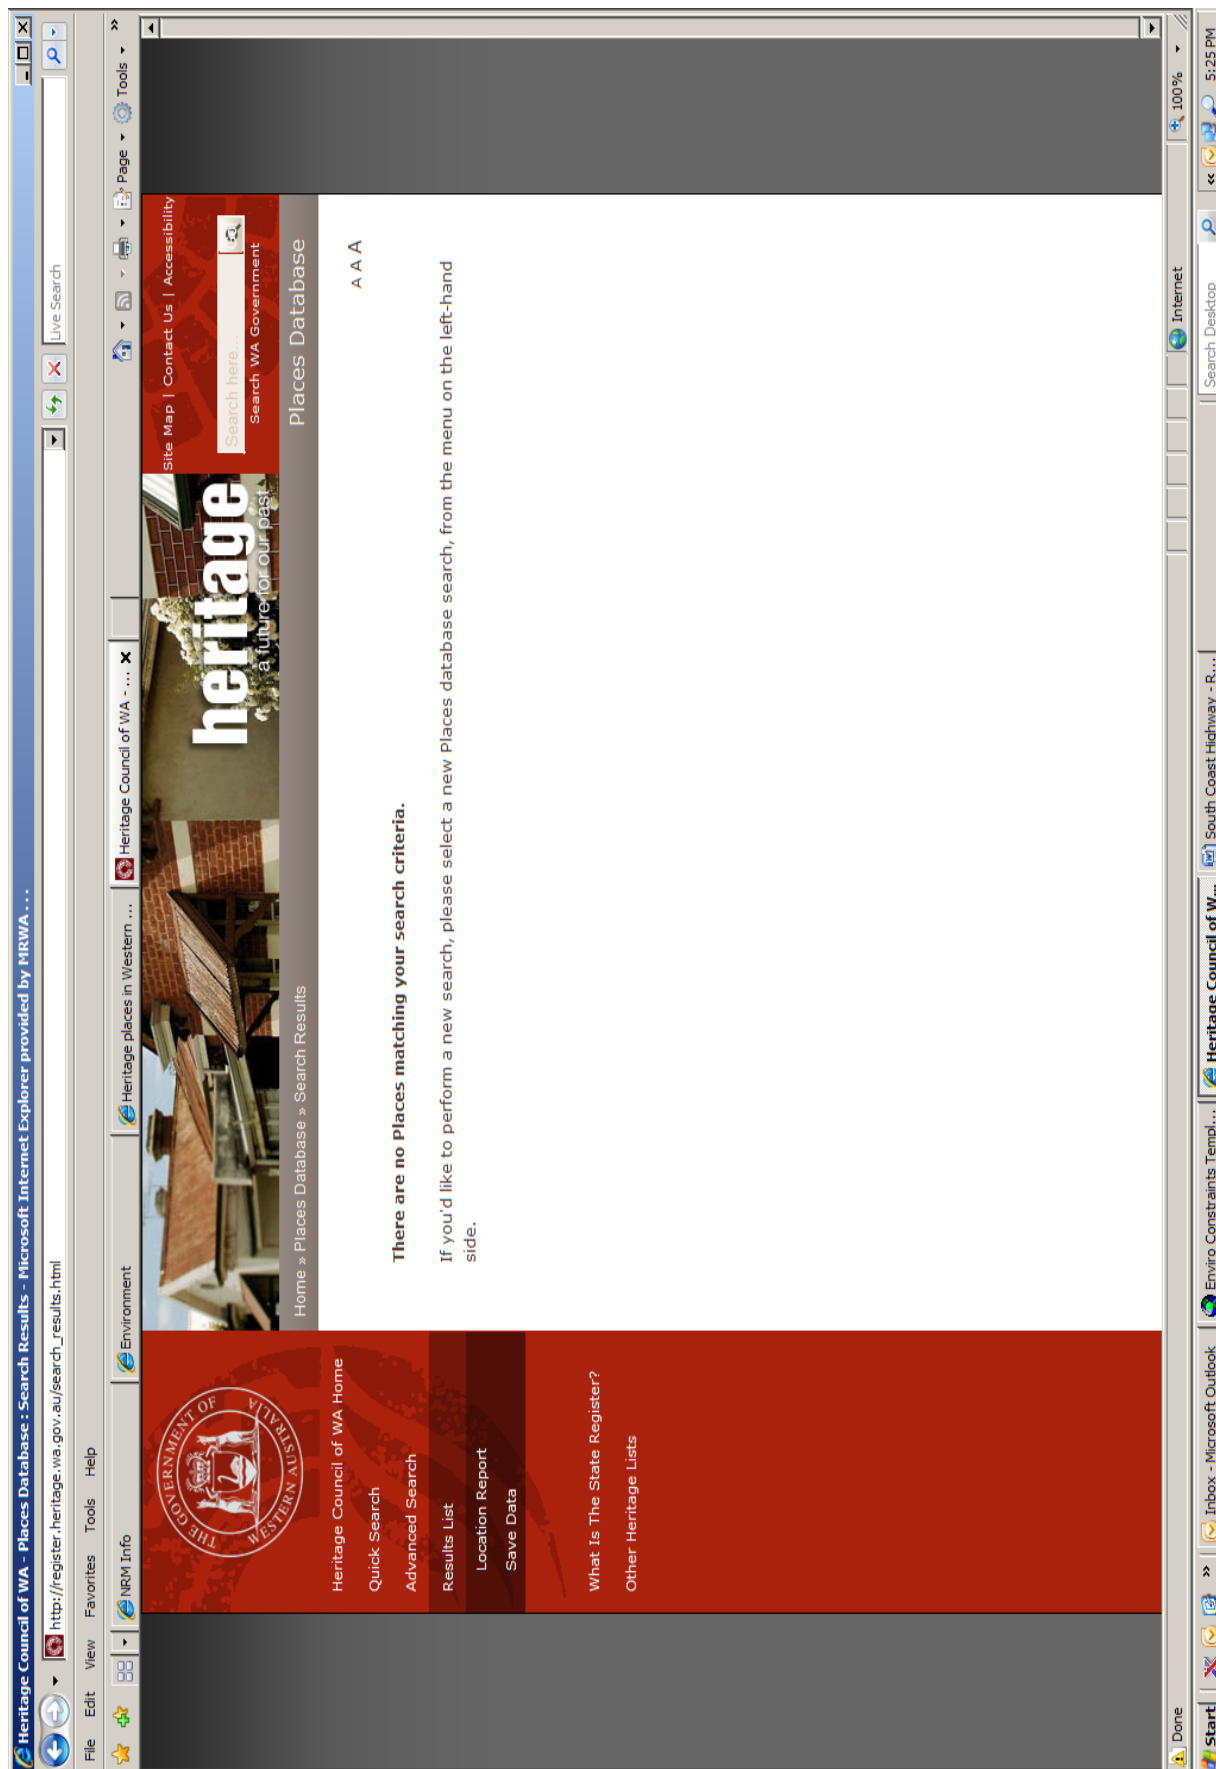 Heritage Council of WA - Places Database : Search Results - Microsoft Internet Explorer provided by MRWA ...
http://register.heritage.wa.gov.au/search_results.html
Live Search
File Edit View Favorites Tools Help
NRM Info
Environment
Heritage places in Western ...
Heritage Council of WA - ...
Page
Tools
THE GOVERNMENT OF WESTERN AUSTRALIA
heritage
a future for our past
Site Map | Contact Us | Accessibility
Search here...
Search WA Government
Home » Places Database » Search Results
Places Database
Heritage Council of WA Home
Quick Search
Advanced Search
Results List
Location Report
Save Data
What Is The State Register?
Other Heritage Lists
A A A
There are no Places matching your search criteria.
If you'd like to perform a new search, please select a new Places database search, from the menu on the left-hand
side.
Done
Internet
100%
Start
Inbox - Microsoft Outlook
Enviro Constraints Templ...
Heritage Council of W...
South Coast Highway - R...
Search Desktop
5:25 PM